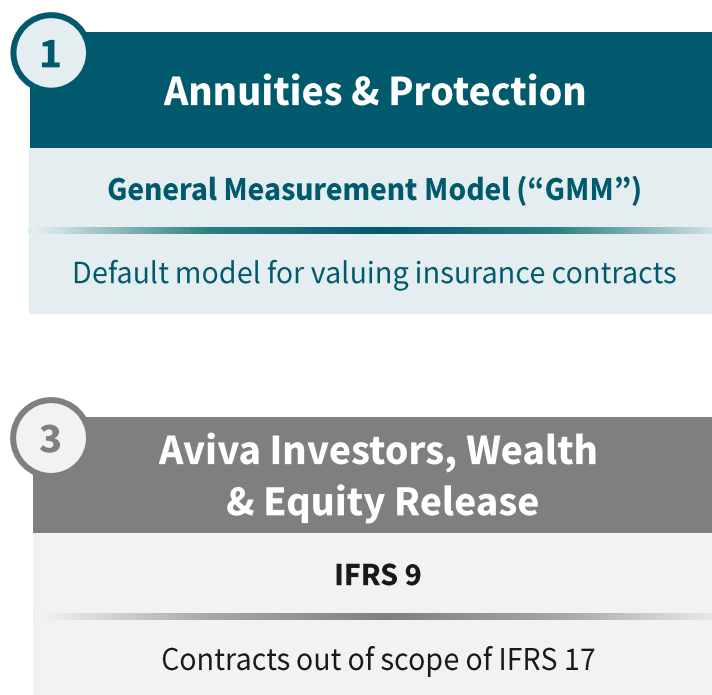 1
Annuities & Protection
General Measurement Model (“GMM”)
Default model for valuing insurance contracts
3
Aviva Investors, Wealth
& Equity Release
IFRS 9
Contracts out of scope of IFRS 17